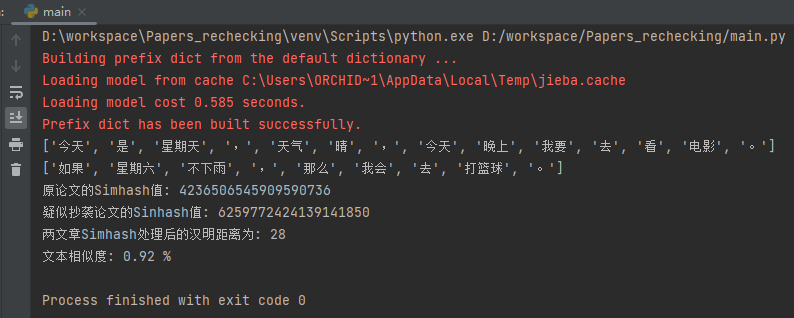 main
D:\workspace\Papers_rechecking\venv\Scripts\python.exe D:/workspace/Papers_rechecking/main.py
Building prefix dict from the default dictionary ...
Loading model from cache C:\Users\ORCHID~1\AppData\Local\Temp\jieba.cache
Loading model cost 0.585 seconds.
Prefix dict has been built successfully.
['今天', '是', '星期天', '，', '天气', '晴', '，', '今天', '晚上', '我要', '去', '看', '电影', '。']
['如果', '星期六', '不下雨', '，', '那么', '我会', '去', '打篮球', '。']
原论文的Simhash值: 4236506545909590736
疑似抄袭论文的Sinhash值: 6259772424139141850
两文章Simhash处理后的汉明距离为: 28
文本相似度: 0.92 %
Process finished with exit code 0